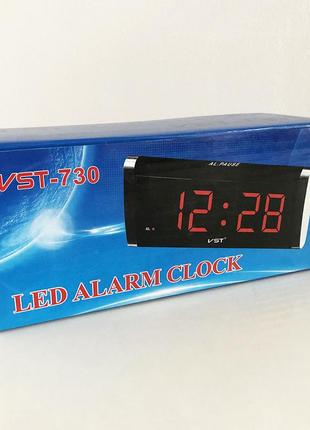 VST-730
AL.PAUSE
12:28
AL
VST
LED ALARM CLOCK